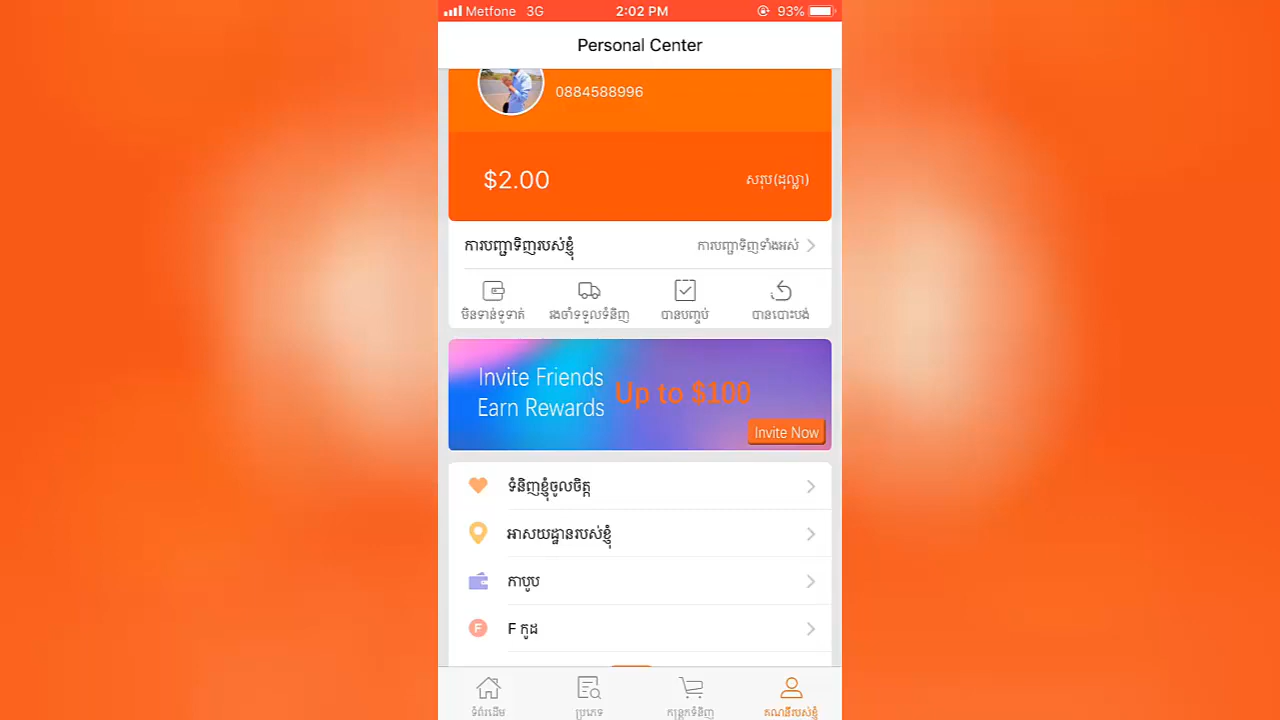 Metfone 3G 2:02 PM 93%
Personal Center
0884588996
$2.00 សរុប(ដុល្លា)
ការបញ្ជាទិញរបស់ខ្ញុំ ការបញ្ជាទិញទាំងអស់
មិនទាន់ទូទាត់ រងចាំទទួលទំនិញ បានបញ្ចប់ បានបោះបង់
Invite Friends
Up to $100
Earn Rewards
Invite Now
ទំនិញខ្ញុំចូលចិត្ត
អាសយដ្ឋានរបស់ខ្ញុំ
កាបូប
F F កូដ
ទំព័រដើម ប្រភេទ កន្ត្រកទំនិញ គណនីរបស់ខ្ញុំ